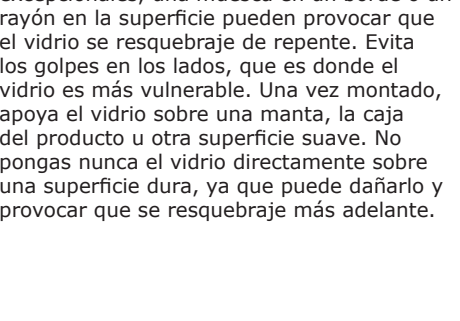 rayón en la superficie pueden provocar que
el vidrio se resquebraje de repente. Evita
los golpes en los lados, que es donde el
vidrio es más vulnerable. Una vez montado,
apoya el vidrio sobre una manta, la caja
del producto u otra superficie suave. No
pongas nunca el vidrio directamente sobre
una superficie dura, ya que puede dañarlo y
provocar que se resquebraje más adelante.